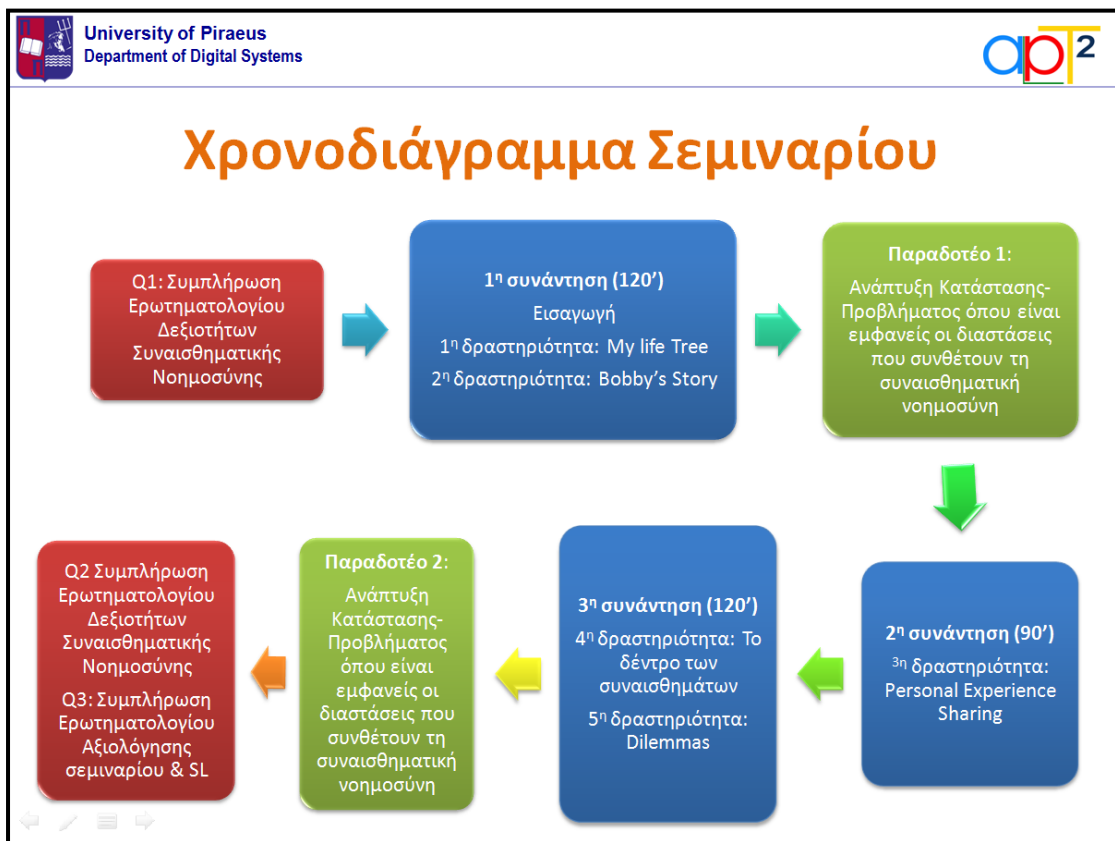 University of Piraeus
Department of Digital Systems
apT2
Χρονοδιάγραμμα Σεμιναρίου
Q1: Συμπλήρωση
Ερωτηματολογίου
Δεξιοτήτων
Συναισθηματικής
Νοημοσύνης
1η συνάντηση (120’)
Εισαγωγή
1η δραστηριότητα: My life Tree
2η δραστηριότητα: Bobby’s Story
Παραδοτέο 1:
Ανάπτυξη Κατάστασης-
Προβλήματος όπου είναι
εμφανείς οι διαστάσεις
που συνθέτουν τη
συναισθηματική
νοημοσύνη
2η συνάντηση (90’)
3η δραστηριότητα:
Personal Experience
Sharing
3η συνάντηση (120’)
4η δραστηριότητα: Το
δέντρο των
συναισθημάτων
5η δραστηριότητα:
Dilemmas
Παραδοτέο 2:
Ανάπτυξη
Κατάστασης-
Προβλήματος
όπου είναι
εμφανείς οι
διαστάσεις που
συνθέτουν τη
συναισθηματική
νοημοσύνη
Q2 Συμπλήρωση
Ερωτηματολογίου
Δεξιοτήτων
Συναισθηματικής
Νοημοσύνης
Q3: Συμπλήρωση
Ερωτηματολογίου
Αξιολόγησης
σεμιναρίου & SL